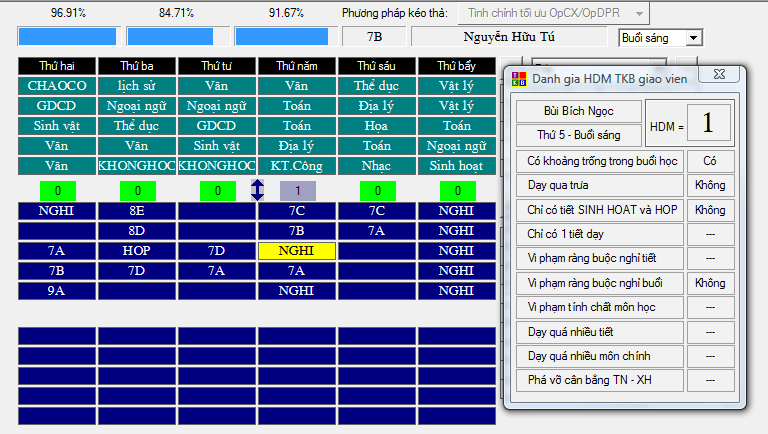 96.91% 84.71% 91.67% Phương pháp kéo thả: Tinh chỉnh tối ưu OpCX/OpDPR
7B Nguyễn Hữu Tú Buổi sáng
Thứ hai Thứ ba Thứ tư Thứ năm Thứ sáu Thứ bẩy
CHAOCO lịch sử Văn Văn Thể dục Vật lý
GDCD Ngoại ngữ Ngoại ngữ Toán Địa lý Vật lý
Sinh vật Thể dục GDCD Toán Họa Toán
Văn Văn Sinh vật Địa lý Toán Ngoại ngữ
Văn KHONGHOC KHONGHOC KT.Công Nhạc Sinh hoạt
0 0 0 1 0 0
NGHI 8E 7C 7C NGHI
8D 7B 7A NGHI
7A HOP 7D NGHI NGHI
7B 7D 7A 7A NGHI
9A NGHI NGHI
TKB
Danh gia HDM TKB giao vien
Bùi Bích Ngọc
Thứ 5 - Buổi sáng
HDM = 1
Có khoảng trống trong buổi học Có
Dạy qua trưa Không
Chỉ có tiết SINH HOAT và HOP Không
Chỉ có 1 tiết dạy ---
Vi phạm ràng buộc nghỉ tiết ---
Vi phạm ràng buộc nghỉ buổi Không
Vi phạm tính chất môn học ---
Dạy quá nhiều tiết ---
Dạy quá nhiều môn chính ---
Phá vỡ cân bằng TN - XH ---